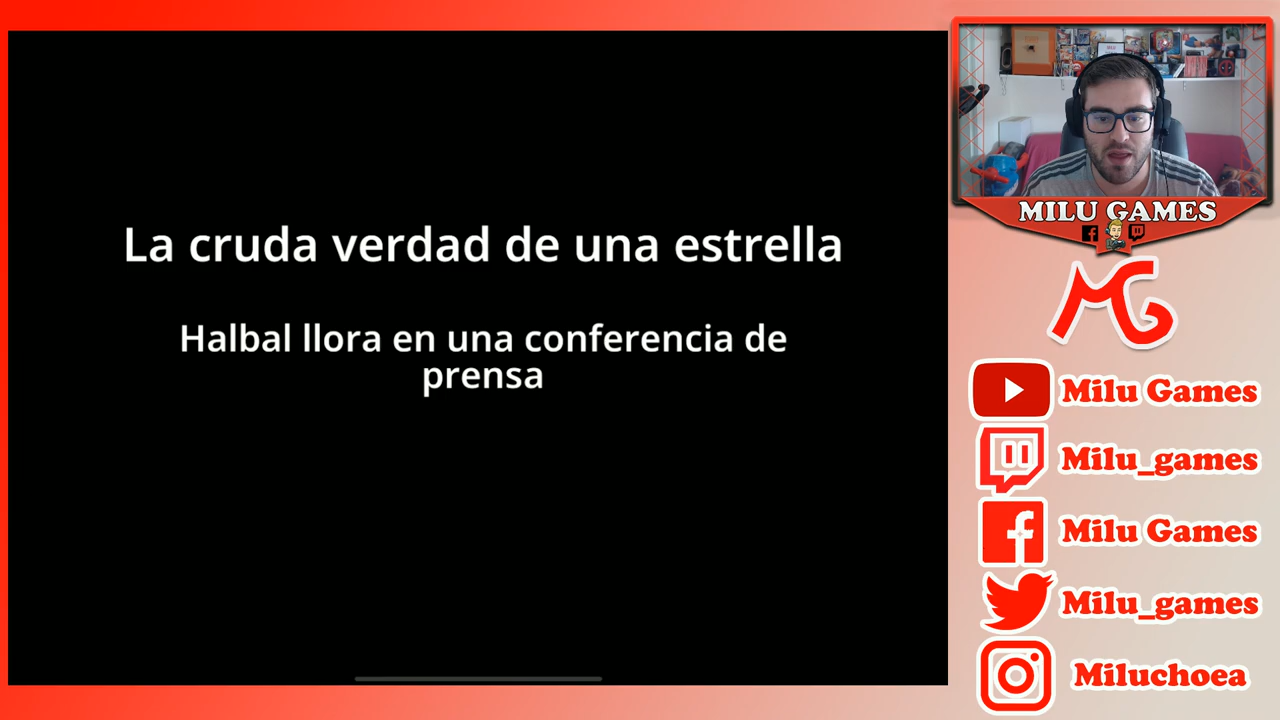 La cruda verdad de una estrella
Halbal llora en una conferencia de
prensa
MILU GAMES
Milu Games
Milu_games
Milu Games
Milu_games
Miluchoea